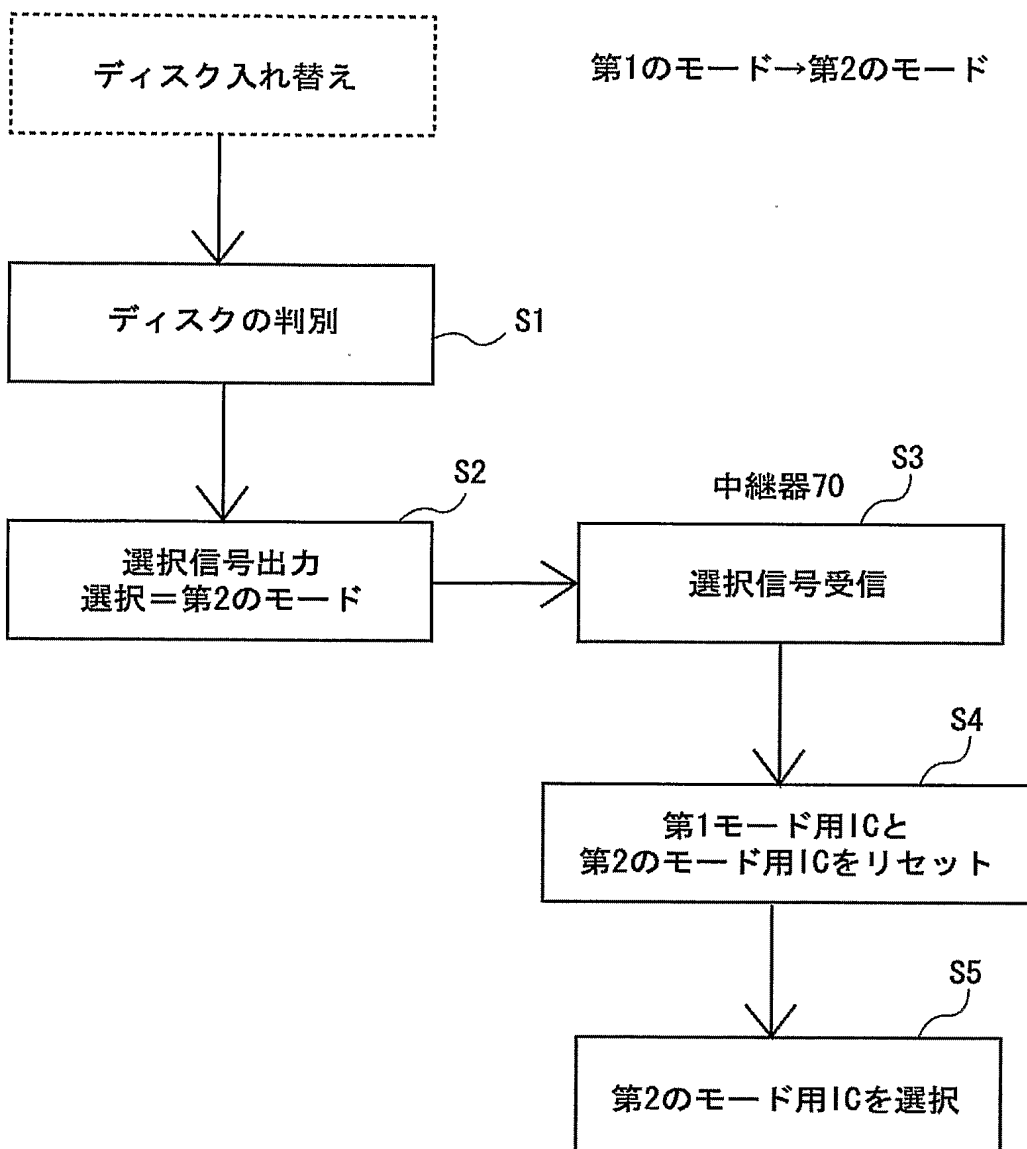 ディスク入れ替え
第1のモード→第2のモード
ディスクの判別
S1
S2
選択信号出力
選択＝第2のモード
中継器70
S3
選択信号受信
S4
第1モード用ICと
第2のモード用ICをリセット
S5
第2のモード用ICを選択